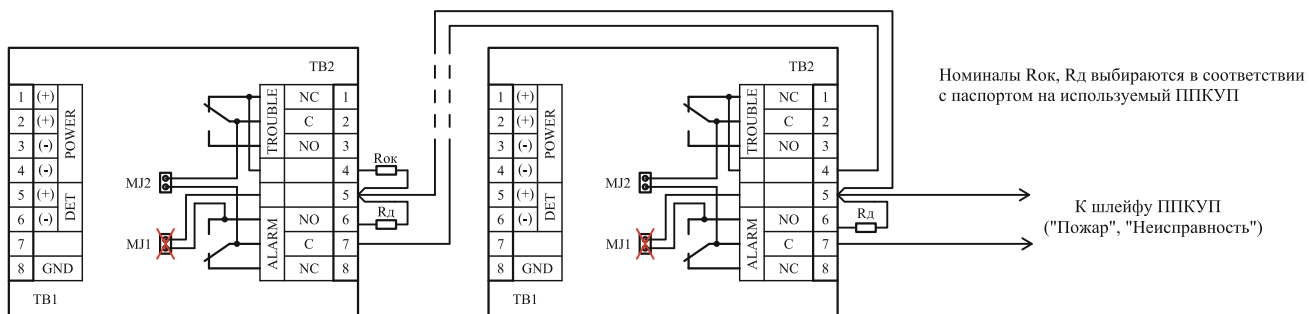 TB2
1 (+) POWER
2 (+)
3 (-)
4 (-)
5 (+) DET
6 (-)
7
8 GND
TB1
MJ2
MJ1
TROUBLE NC 1
C 2
NO 3
4
5
ALARM NO 6
C 7
NC 8
Rок
Rд
TB2
1 (+) POWER
2 (+)
3 (-)
4 (-)
5 (+) DET
6 (-)
7
8 GND
TB1
MJ2
MJ1
TROUBLE NC 1
C 2
NO 3
4
5
ALARM NO 6
C 7
NC 8
Rд
Номиналы Rок, Rд выбираются в соответствии
с паспортом на используемый ППКУП
К шлейфу ППКУП
("Пожар", "Неисправность")